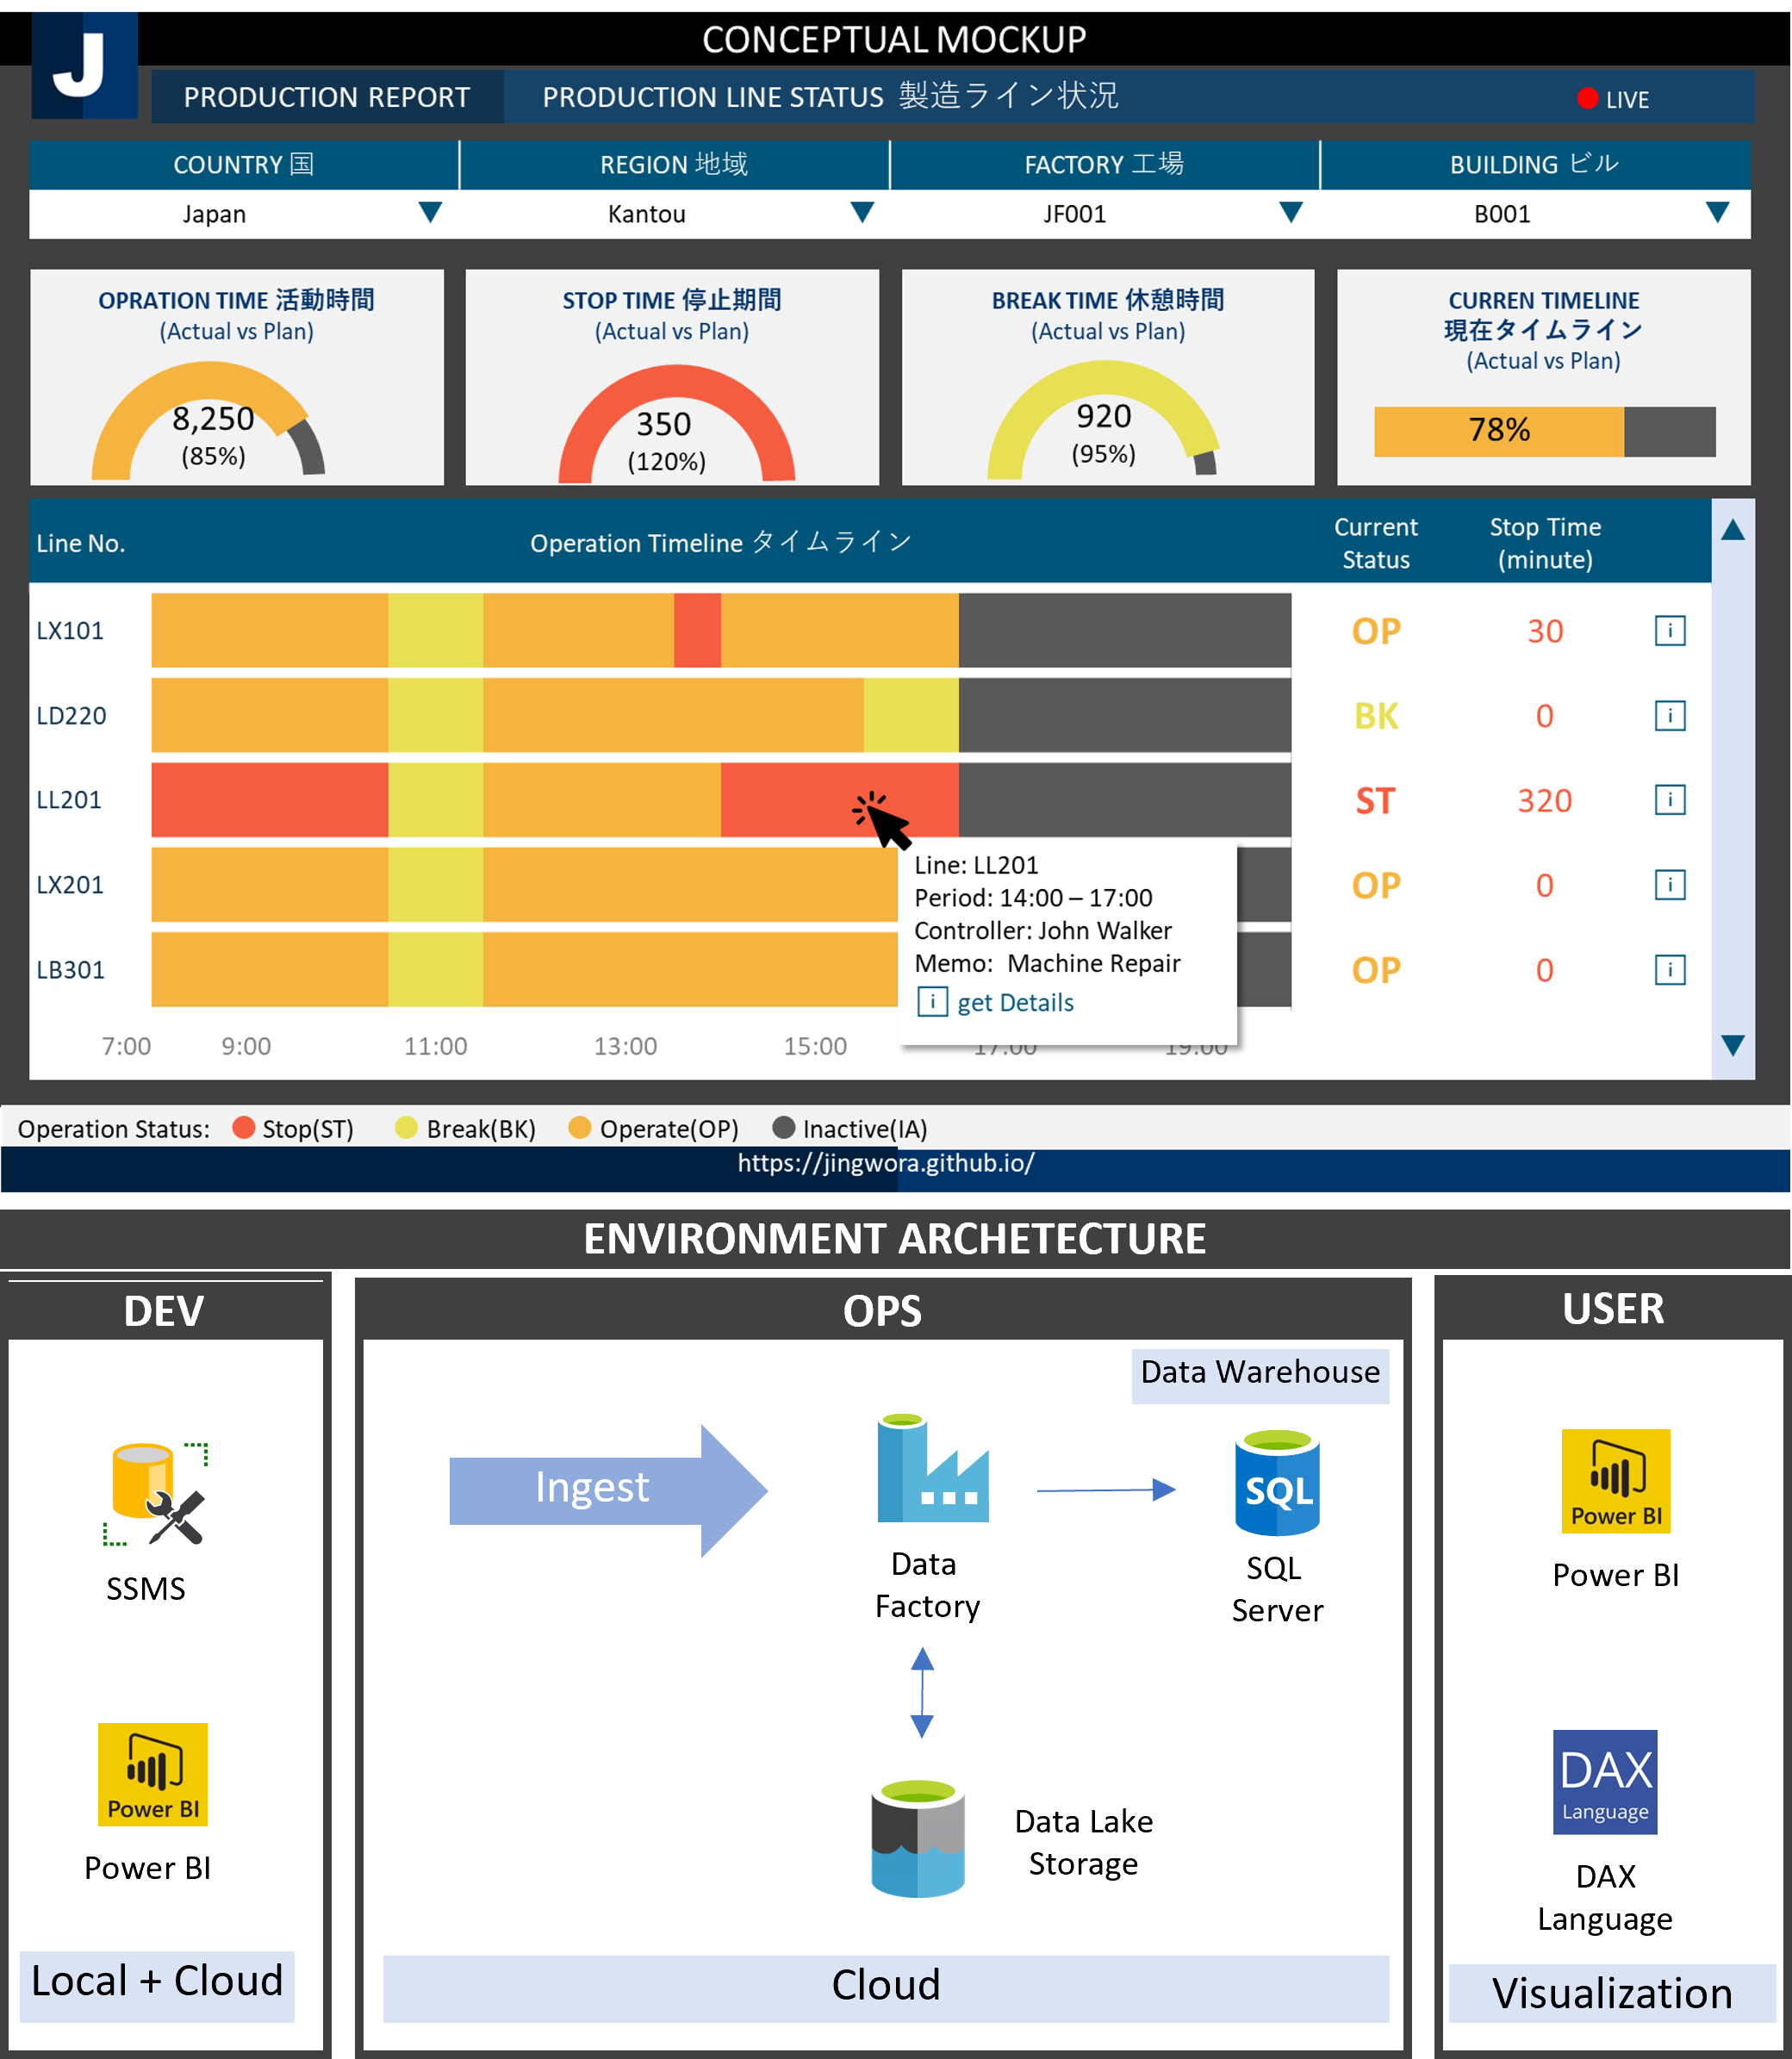 CONCEPTUAL MOCKUP
J
PRODUCTION REPORT
PRODUCTION LINE STATUS 製造ライン状況
LIVE
COUNTRY 国
REGION 地域
FACTORY 工場
BUILDING ビル
Japan
Kantou
JF001
B001
OPRATION TIME 活動時間
(Actual vs Plan)
8,250
(85%)
STOP TIME 停止期間
(Actual vs Plan)
350
(120%)
BREAK TIME 休憩時間
(Actual vs Plan)
920
(95%)
CURREN TIMELINE
現在タイムライン
(Actual vs Plan)
78%
Line No.
Operation Timeline タイムライン
Current
Status
Stop Time
(minute)
LX101
OP
30
i
LD220
BK
0
i
LL201
ST
320
i
LX201
OP
0
i
LB301
OP
0
i
Line: LL201
Period: 14:00 – 17:00
Controller: John Walker
Memo: Machine Repair
i get Details
7:00 9:00 11:00 13:00 15:00 17:00 19:00
Operation Status: Stop(ST) Break(BK) Operate(OP) Inactive(IA)
https://jingwora.github.io/
ENVIRONMENT ARCHETECTURE
DEV
SSMS
Power BI
Power BI
Local + Cloud
OPS
Data Warehouse
Ingest
Data
Factory
SQL
SQL
Server
Data Lake
Storage
Cloud
USER
Power BI
Power BI
DAX
Language
DAX
Language
Visualization